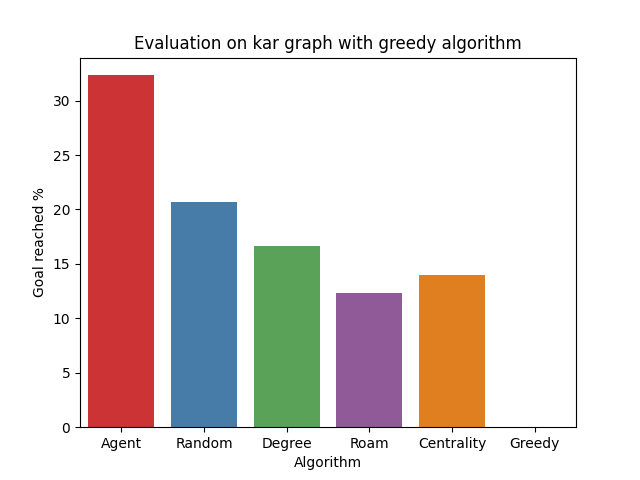 Evaluation on kar graph with greedy algorithm
Goal reached %
30
25
20
15
10
5
0
Agent Random Degree Roam Centrality Greedy
Algorithm